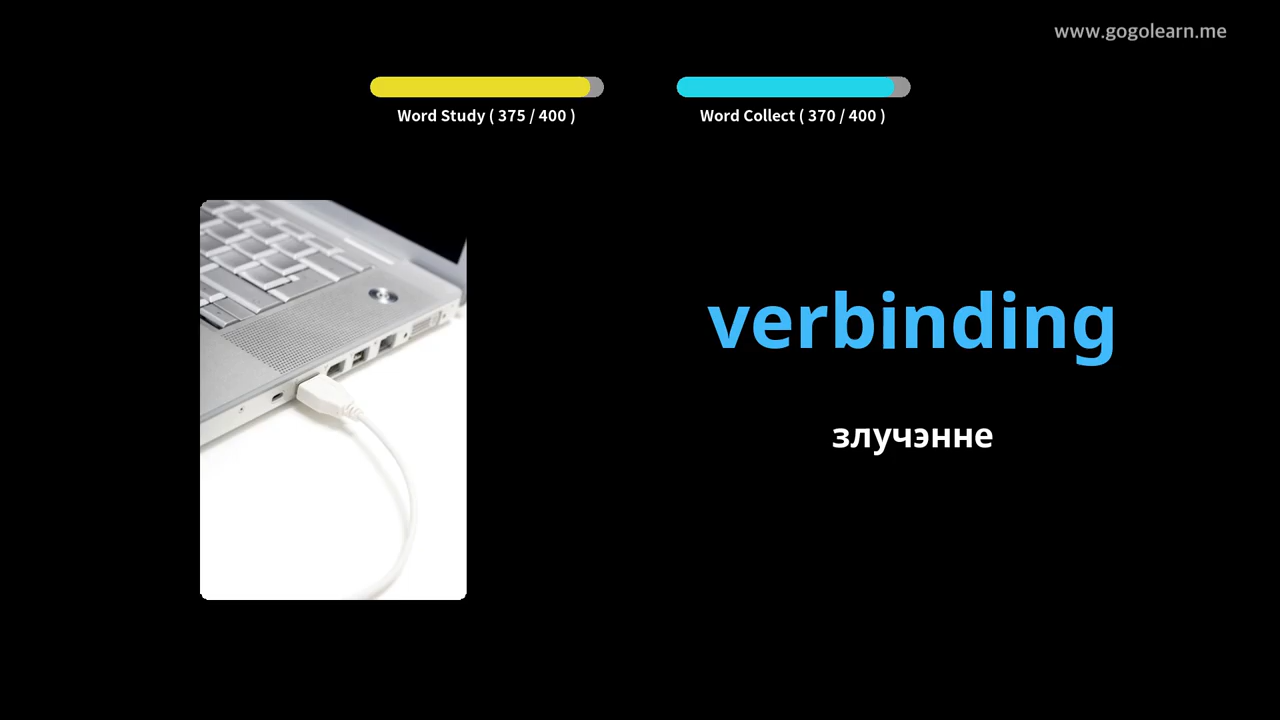 www.gogolearn.me
Word Study ( 375 / 400 )
Word Collect ( 370 / 400 )
verbinding
злучэнне